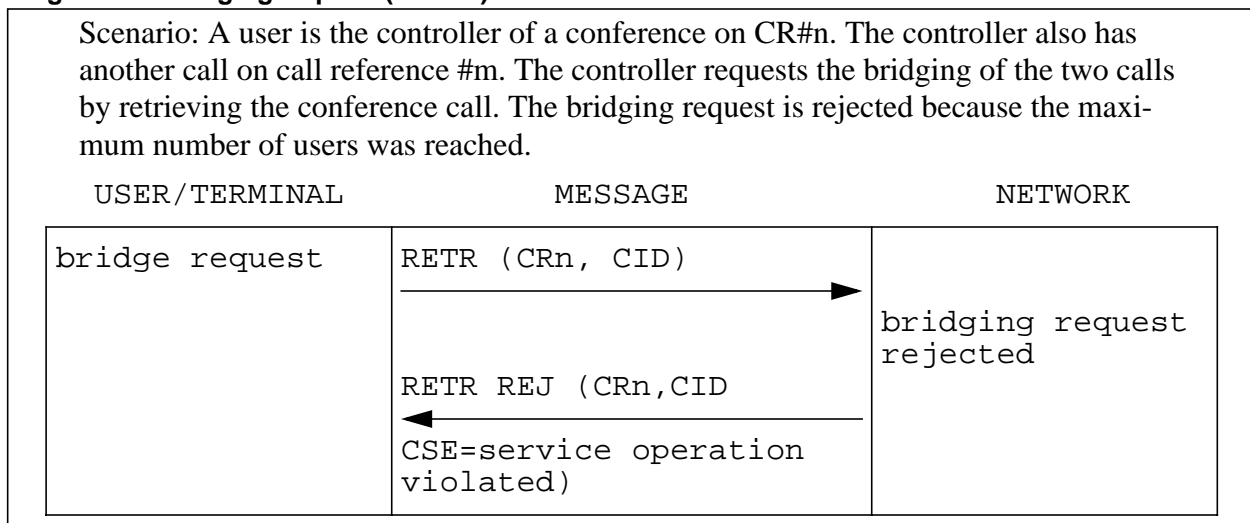 Scenario: A user is the controller of a conference on CR#n. The controller also has
another call on call reference #m. The controller requests the bridging of the two calls
by retrieving the conference call. The bridging request is rejected because the maxi-
mum number of users was reached.
USER/TERMINAL MESSAGE NETWORK
bridge request RETR (CRn, CID)
bridging request
rejected
RETR REJ (CRn,CID
CSE=service operation
violated)